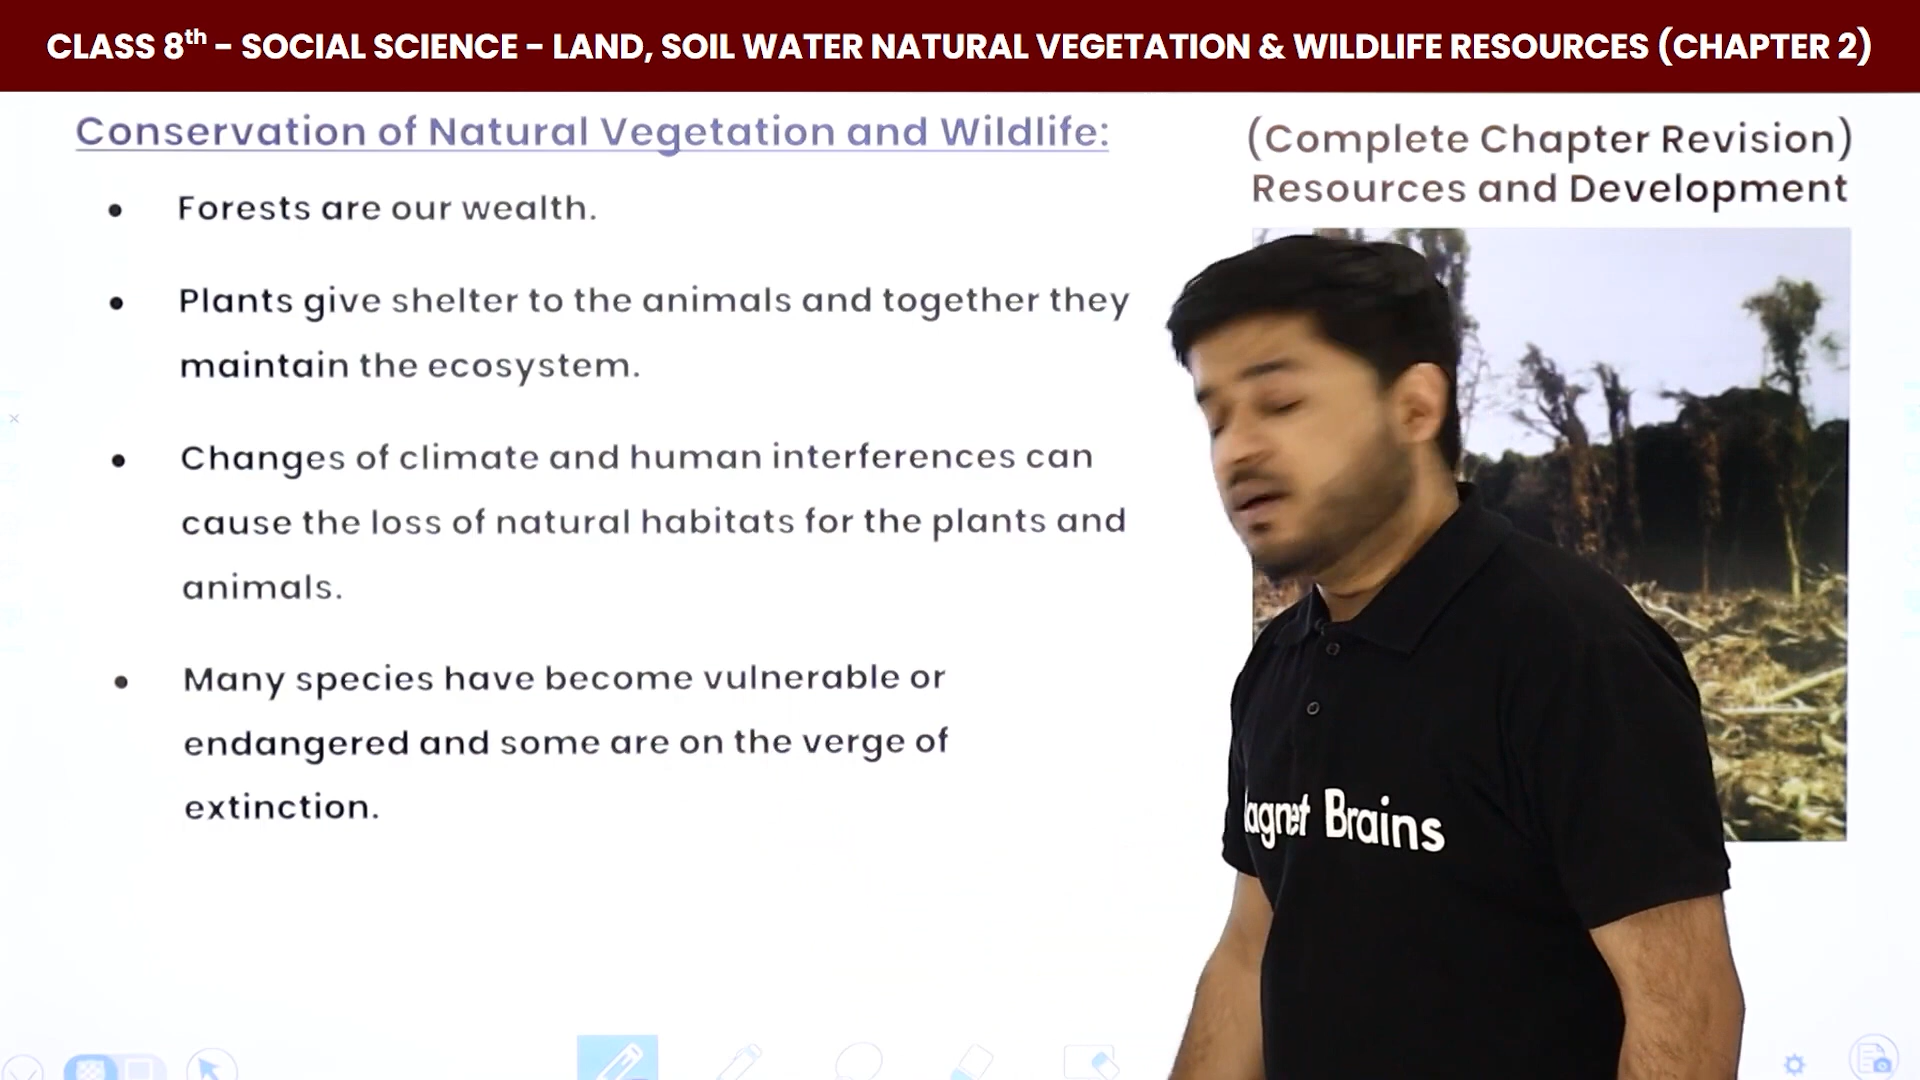 CLASS 8th - SOCIAL SCIENCE - LAND, SOIL WATER NATURAL VEGETATION & WILDLIFE RESOURCES (CHAPTER 2)
Conservation of Natural Vegetation and Wildlife:
(Complete Chapter Revision)
Resources and Development
• Forests are our wealth.
• Plants give shelter to the animals and together they
maintain the ecosystem.
• Changes of climate and human interferences can
cause the loss of natural habitats for the plants and
animals.
• Many species have become vulnerable or
endangered and some are on the verge of
extinction.
agnet Brains